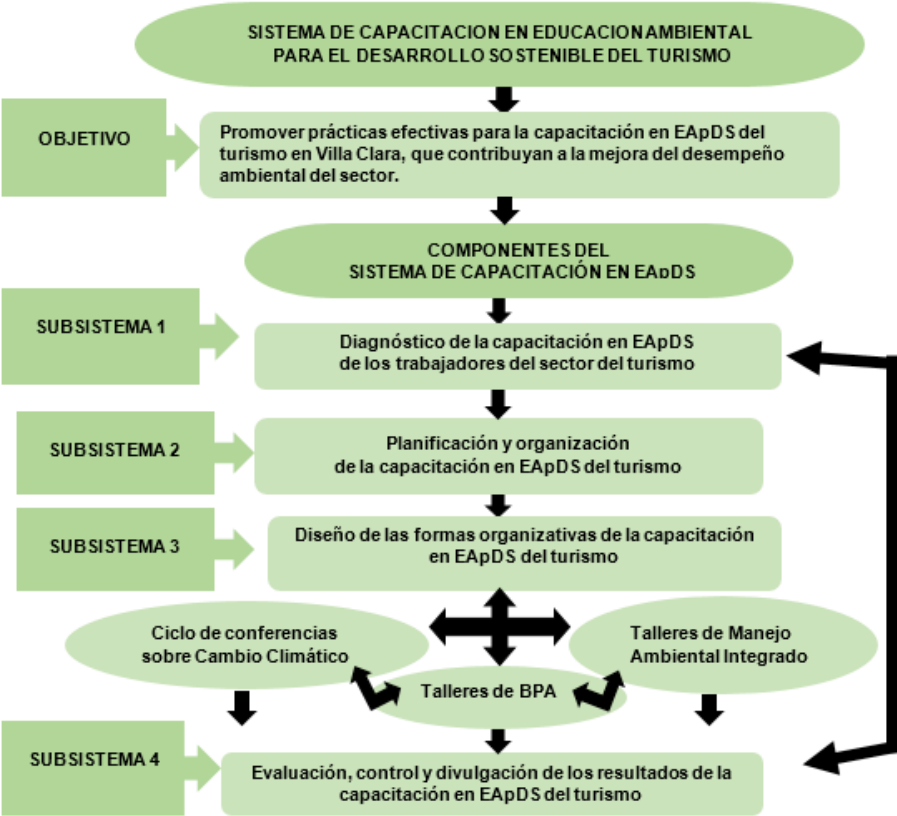 SISTEMA DE CAPACITACION EN EDUCACION AMBIENTAL
PARA EL DESARROLLO SOSTENIBLE DEL TURISMO
OBJETIVO
Promover prácticas efectivas para la capacitación en EApDS del
turismo en Villa Clara, que contribuyan a la mejora del desempeño
ambiental del sector.
COMPONENTES DEL
SISTEMA DE CAPACITACIÓN EN EApDS
SUBSISTEMA 1
Diagnóstico de la capacitación en EApDS
de los trabajadores del sector del turismo
SUBSISTEMA 2
Planificación y organización
de la capacitación en EApDS del turismo
SUBSISTEMA 3
Diseño de las formas organizativas de la capacitación
en EApDS del turismo
Ciclo de conferencias
sobre Cambio Climático
Talleres de BPA
Talleres de Manejo
Ambiental Integrado
SUBSISTEMA 4
Evaluación, control y divulgación de los resultados de la
capacitación en EApDS del turismo